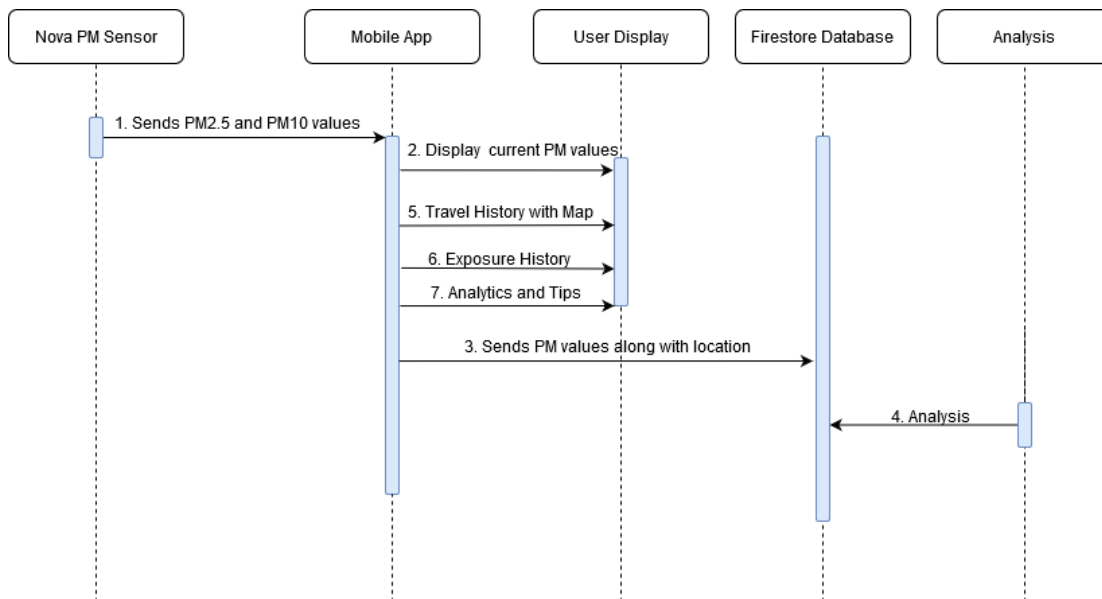 Nova PM Sensor
Mobile App
User Display
Firestore Database
Analysis
1. Sends PM2.5 and PM10 values
2. Display current PM values
5. Travel History with Map
6. Exposure History
7. Analytics and Tips
3. Sends PM values along with location
4. Analysis